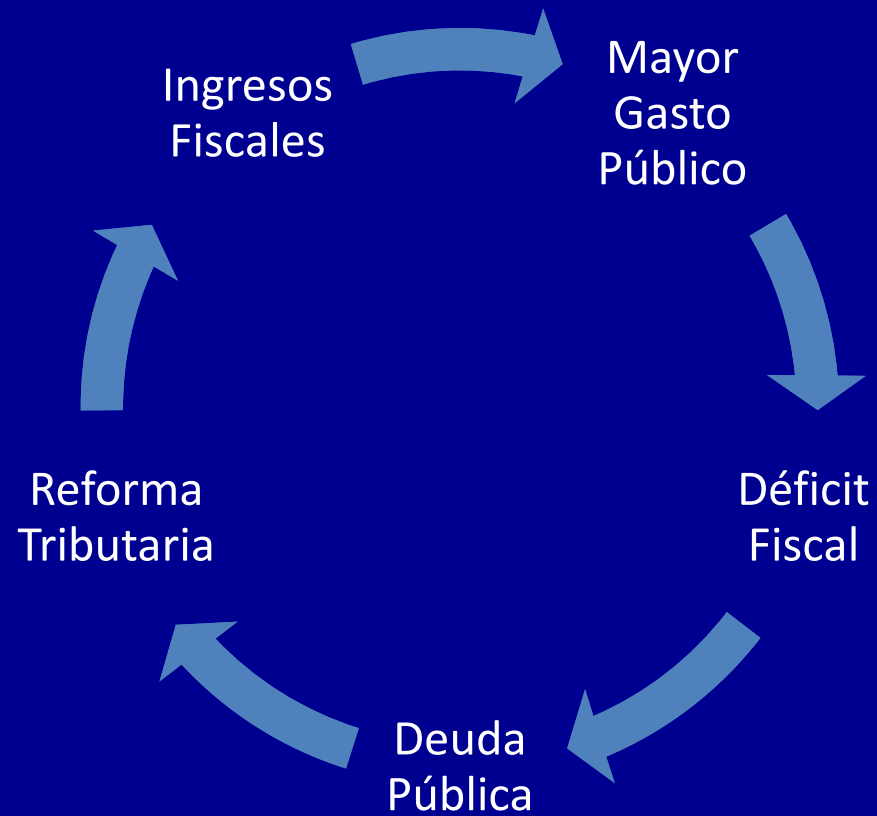 Ingresos
Fiscales
Mayor
Gasto
Público
Déficit
Fiscal
Deuda
Pública
Reforma
Tributaria